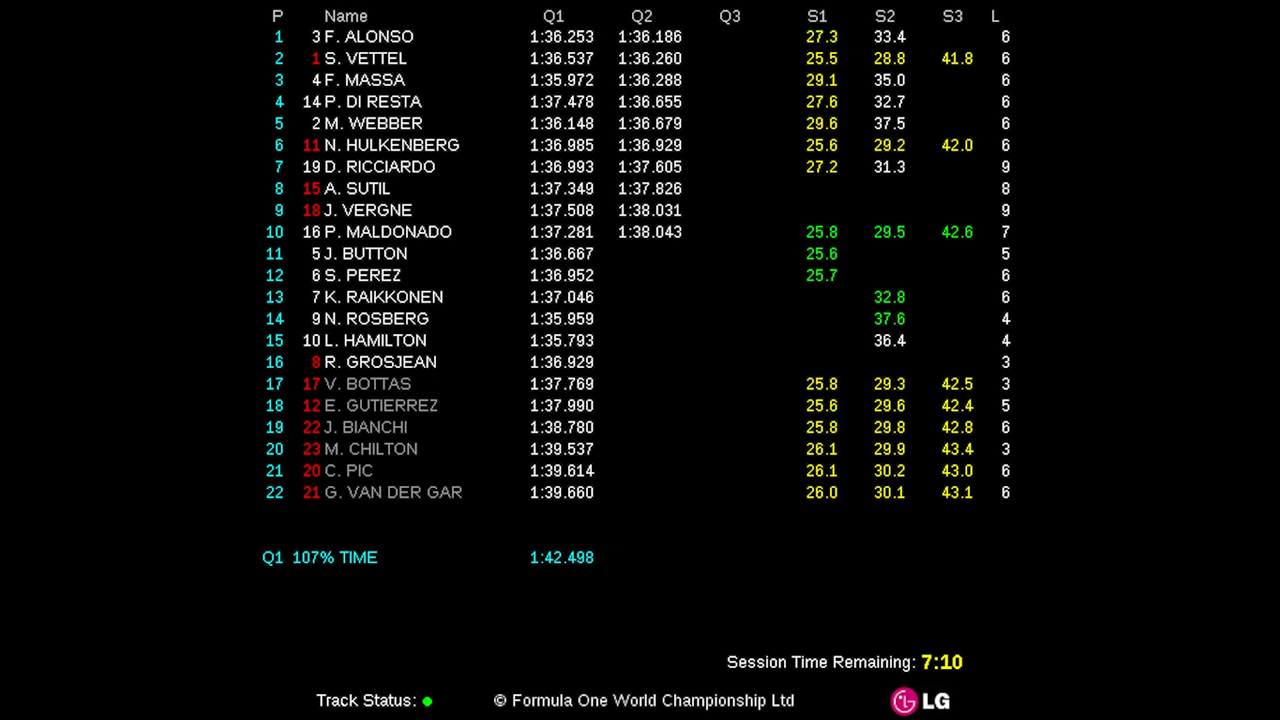 P Name Q1 Q2 Q3 S1 S2 S3 L
1 3 F. ALONSO 1:36.253 1:36.186 27.3 33.4 6
2 1 S. VETTEL 1:36.537 1:36.260 25.5 28.8 41.8 6
3 4 F. MASSA 1:35.972 1:36.288 29.1 35.0 6
4 14 P. DI RESTA 1:37.478 1:36.655 27.6 32.7 6
5 2 M. WEBBER 1:36.148 1:36.679 29.6 37.5 6
6 11 N. HULKENBERG 1:36.985 1:36.929 25.6 29.2 42.0 6
7 19 D. RICCIARDO 1:36.993 1:37.605 27.2 31.3 9
8 15 A. SUTIL 1:37.349 1:37.826 8
9 18 J. VERGNE 1:37.508 1:38.031 9
10 16 P. MALDONADO 1:37.281 1:38.043 25.8 29.5 42.6 7
11 5 J. BUTTON 1:36.667 25.6 5
12 6 S. PEREZ 1:36.952 25.7 6
13 7 K. RAIKKONEN 1:37.046 32.8 6
14 9 N. ROSBERG 1:35.959 37.6 4
15 10 L. HAMILTON 1:35.793 36.4 4
16 8 R. GROSJEAN 1:36.929 3
17 17 V. BOTTAS 1:37.769 25.8 29.3 42.5 3
18 12 E. GUTIERREZ 1:37.990 25.6 29.6 42.4 5
19 22 J. BIANCHI 1:38.780 25.8 29.8 42.8 6
20 23 M. CHILTON 1:39.537 26.1 29.9 43.4 3
21 20 C. PIC 1:39.614 26.1 30.2 43.0 6
22 21 G. VAN DER GAR 1:39.660 26.0 30.1 43.1 6
Q1 107% TIME 1:42.498
Session Time Remaining: 7:10
Track Status: © Formula One World Championship Ltd LG